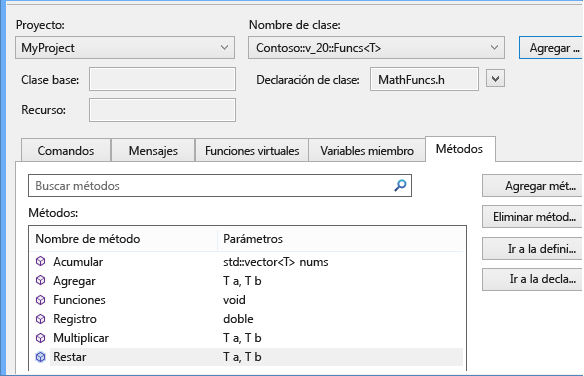 Proyecto: Nombre de clase:
MyProject Contoso::v_20::Funcs<T> Agregar ...
Clase base: Declaración de clase: MathFuncs.h
Recurso:
Comandos Mensajes Funciones virtuales Variables miembro Métodos
Buscar métodos Agregar mét...
Métodos: Eliminar métod...
Nombre de método Parámetros Ir a la defini...
Acumular std::vector<T> nums Ir a la decla...
Agregar T a, T b
Funciones void
Registro doble
Multiplicar T a, T b
Restar T a, T b